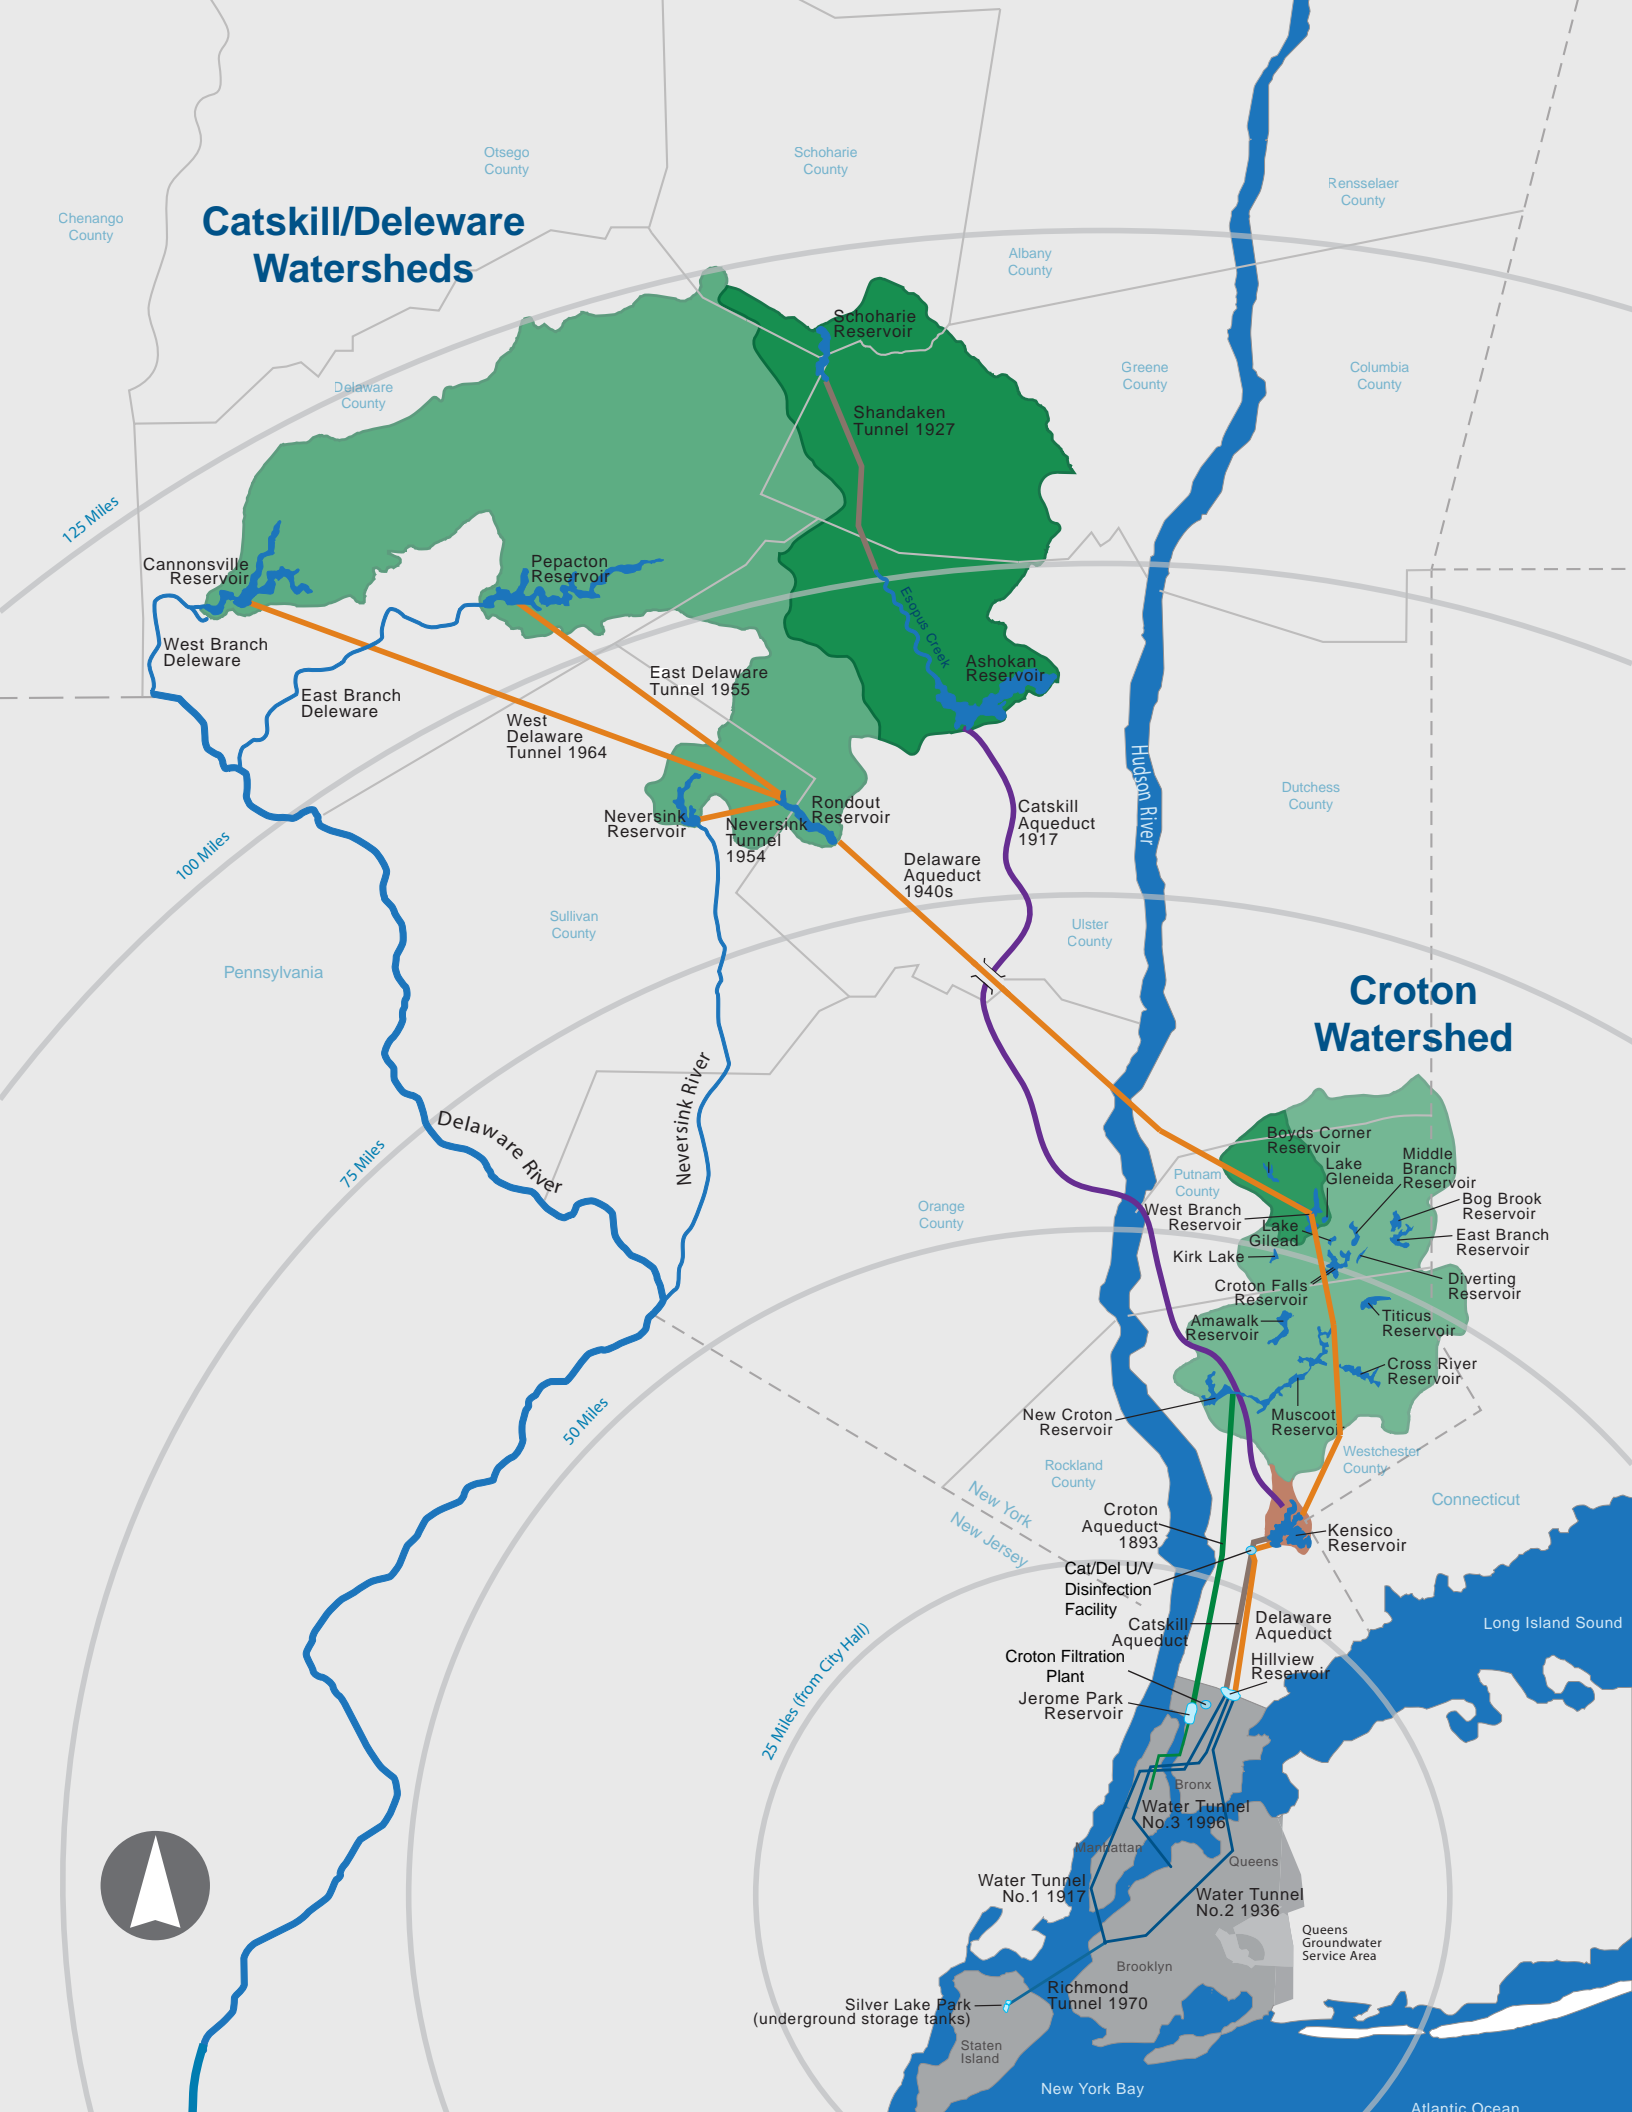 Otsego
County
Schoharie
County
Rensselaer
County
Chenango
County
Catskill/Deleware
Watersheds
Albany
County
Schoharie
Reservoir
Delaware
County
Greene
County
Columbia
County
Shandaken
Tunnel 1927
125 Miles
Cannonsville
Reservoir
Pepacton
Reservoir
Esopus Creek
West Branch
Deleware
Ashokan
Reservoir
East Delaware
Tunnel 1955
East Branch
Deleware
West
Delaware
Tunnel 1964
Hudson River
Dutchess
County
Neversink
Reservoir
Neversink
Tunnel
1954
Rondout
Reservoir
Catskill
Aqueduct
1917
100 Miles
Delaware
Aqueduct
1940s
Sullivan
County
Ulster
County
Pennsylvania
Croton
Watershed
Neversink River
Delaware River
75 Miles
Boyds Corner
Reservoir
Lake
Gleneida
Middle
Branch
Reservoir
Putnam
County
Bog Brook
Reservoir
Orange
County
West Branch
Reservoir
Lake
Gilead
East Branch
Reservoir
Kirk Lake
Croton Falls
Reservoir
Diverting
Reservoir
Amawalk
Reservoir
Titicus
Reservoir
Cross River
Reservoir
50 Miles
New Croton
Reservoir
Muscoot
Reservoir
Westchester
County
Rockland
County
New York
New Jersey
Connecticut
Croton
Aqueduct
1893
Kensico
Reservoir
Cat/Del U/V
Disinfection
Facility
Catskill
Aqueduct
Delaware
Aqueduct
Long Island Sound
25 Miles (from City Hall)
Croton Filtration
Plant
Hillview
Reservoir
Jerome Park
Reservoir
Bronx
Water Tunnel
No.3 1996
Manhattan
Queens
Water Tunnel
No.1 1917
Water Tunnel
No.2 1936
Queens
Groundwater
Service Area
Brooklyn
Richmond
Tunnel 1970
Silver Lake Park
(underground storage tanks)
Staten
Island
New York Bay
Atlantic Ocean